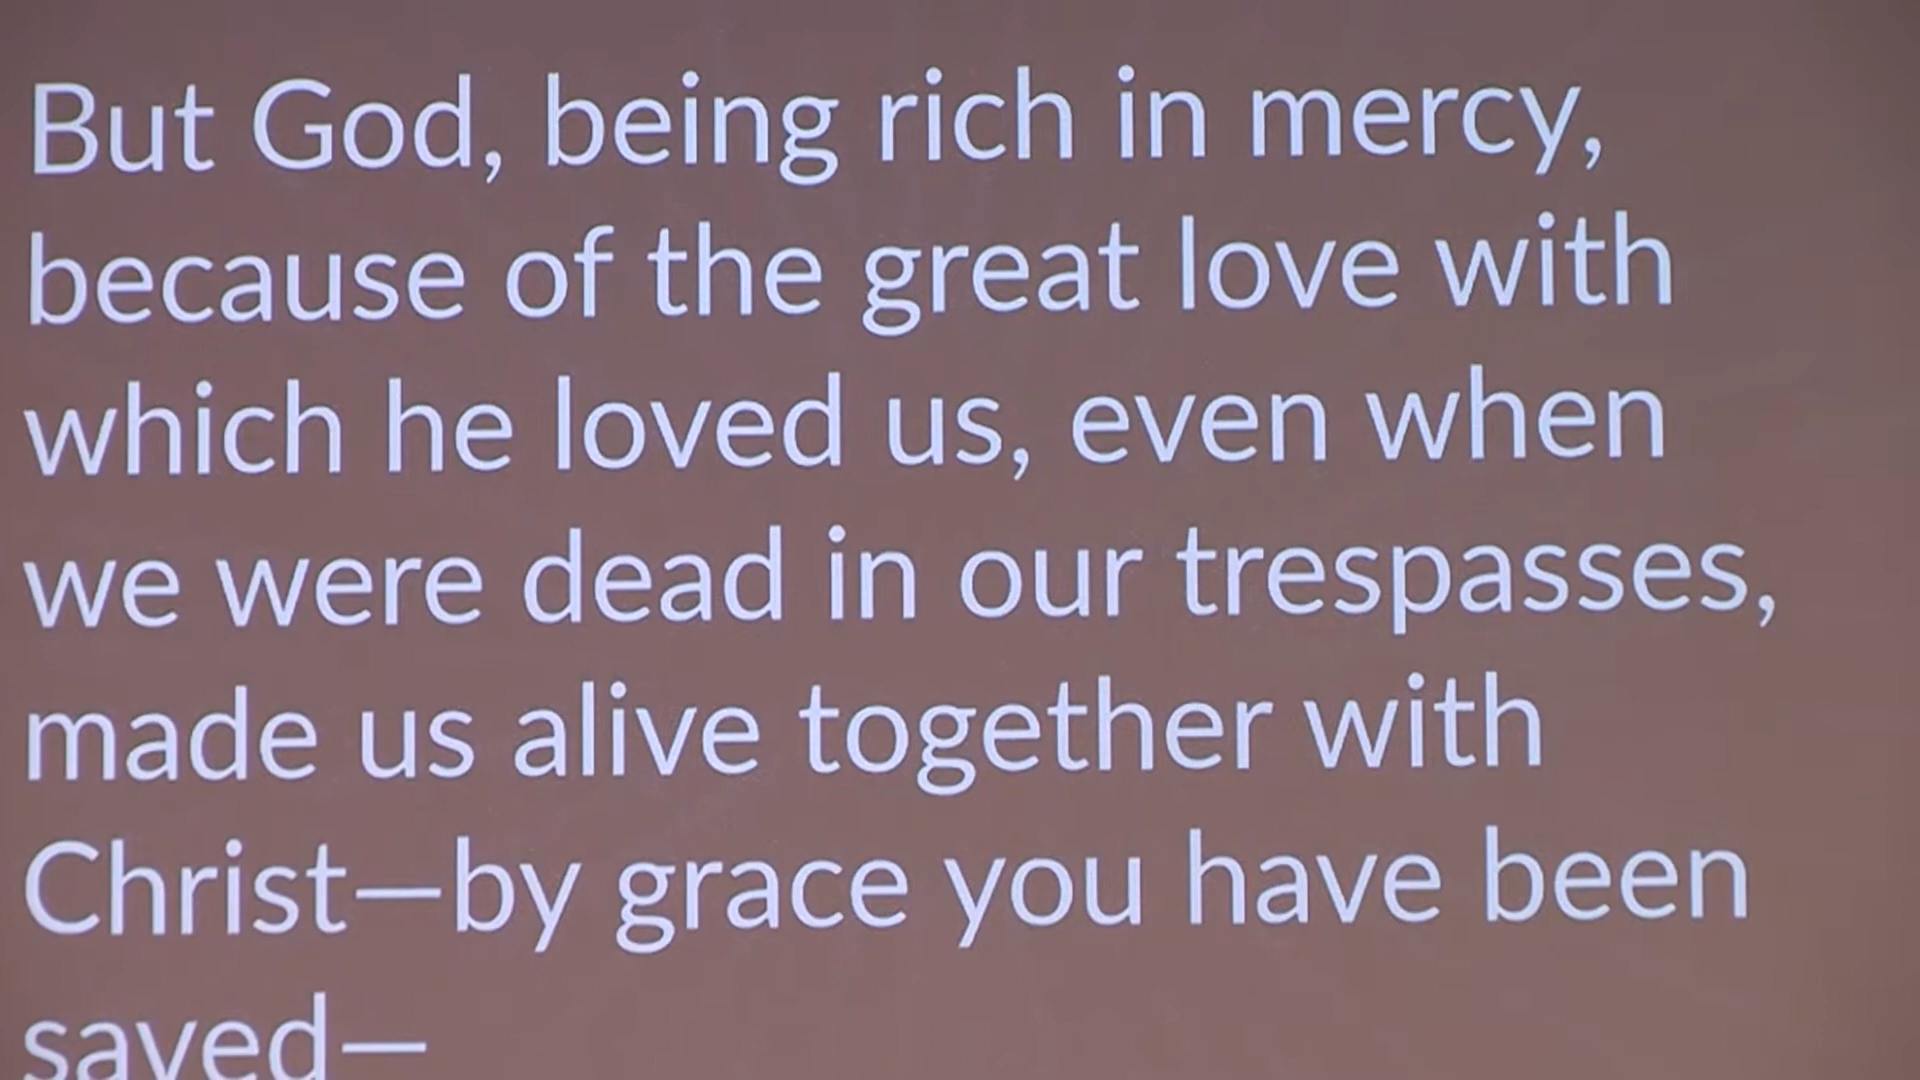 But God, being rich in mercy,
because of the great love with
which he loved us, even when
we were dead in our trespasses,
made us alive together with
Christ—by grace you have been
saved—